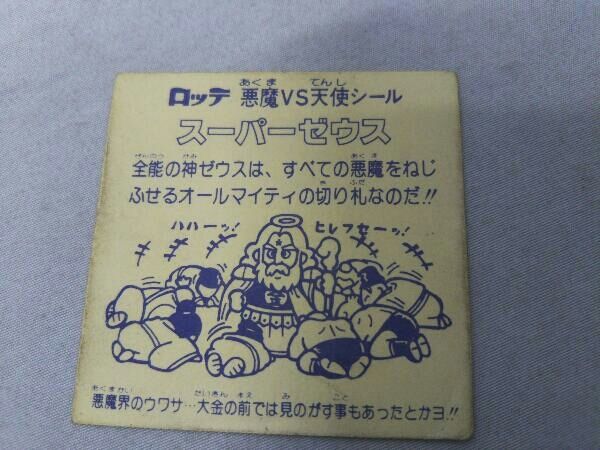 ロッテ 悪魔VS天使シール
スーパーゼウス
全能の神ゼウスは、すべての悪魔をねじ
ふせるオールマイティの切り札なのだ!!
ハハーッ! ヒレフセーッ!
悪魔界のウワサ…大金の前では見のがす事もあったとかヨ!!